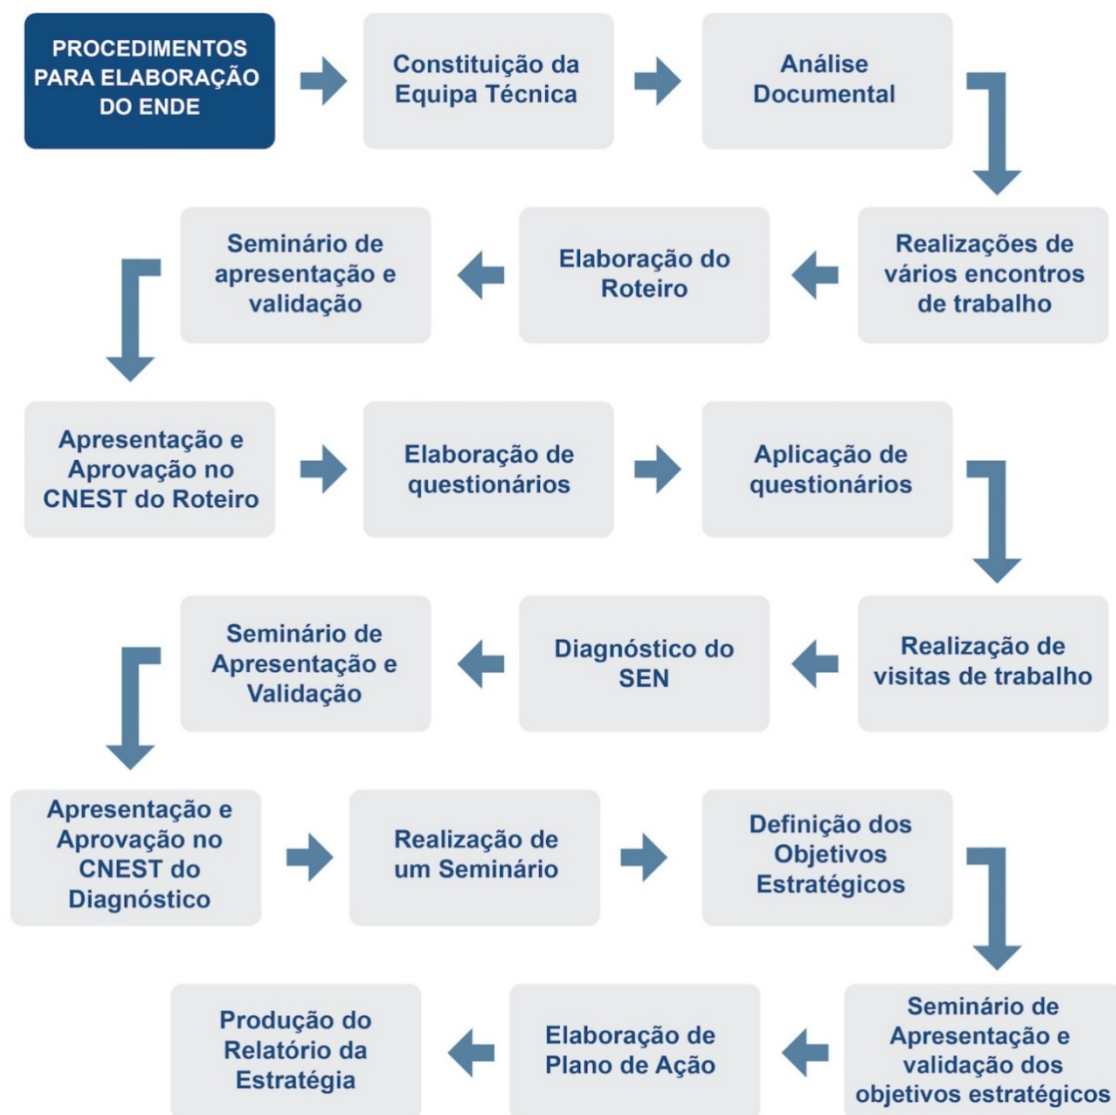 PROCEDIMENTOS
PARA ELABORAÇÃO
DO ENDE
Constituição da
Equipa Técnica
Análise
Documental
Realizações de
vários encontros
de trabalho
Elaboração do
Roteiro
Seminário de
apresentação e
validação
Apresentação e
Aprovação no
CNEST do Roteiro
Elaboração de
questionários
Aplicação de
questionários
Realização de
visitas de trabalho
Diagnóstico do
SEN
Seminário de
Apresentação e
Validação
Apresentação e
Aprovação no
CNEST do
Diagnóstico
Realização de
um Seminário
Definição dos
Objetivos
Estratégicos
Seminário de
Apresentação e
validação dos
objetivos estratégicos
Elaboração de
Plano de Ação
Produção do
Relatório da
Estratégia